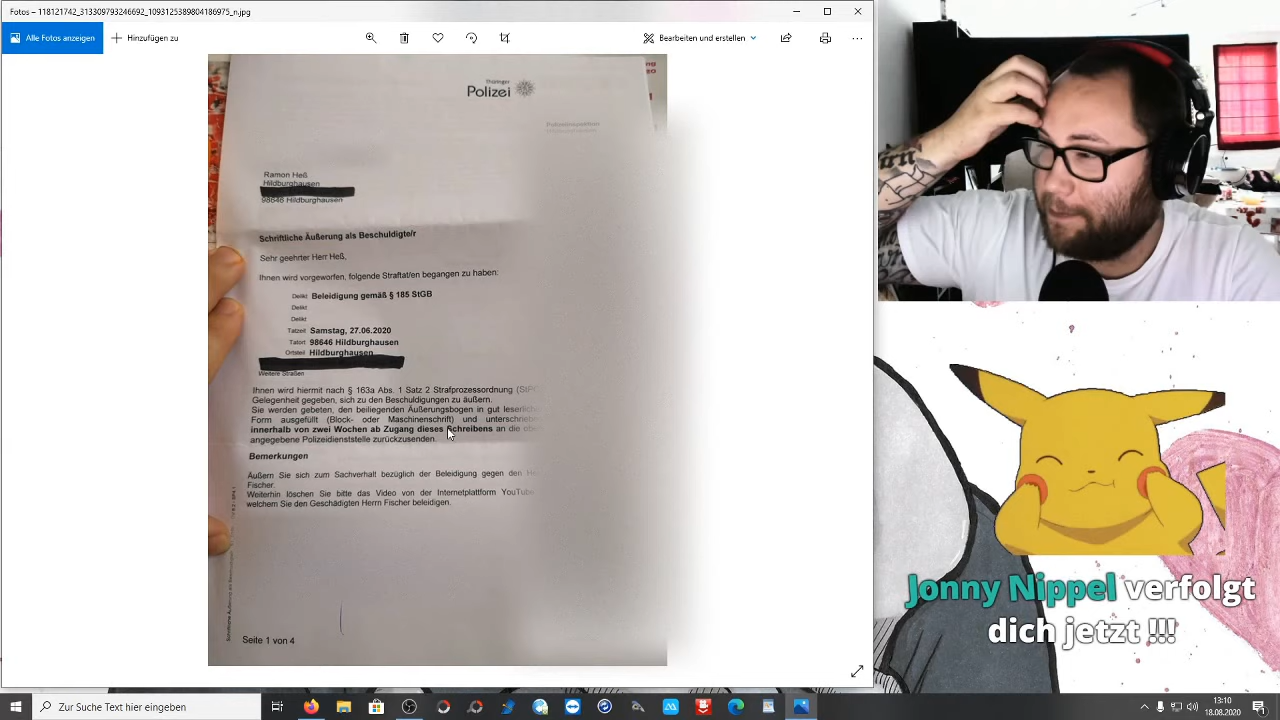 Fotos – 118121742_313309793246692_1093125389804186975_n.jpg
Alle Fotos anzeigen
Hinzufügen zu
Bearbeiten und erstellen
Thüringer
Polizei
Polizeiinspektion
Ramon Heß
Hildburghausen
98646 Hildburghausen
Schriftliche Äußerung als Beschuldigte/r
Sehr geehrter Herr Heß,
Ihnen wird vorgeworfen, folgende Straftat/en begangen zu haben:
Delikt Beleidigung gemäß § 185 StGB
Delikt
Delikt
Tatzeit Samstag, 27.06.2020
Tatort 98646 Hildburghausen
Ortsteil Hildburghausen
Weitere Straßen
Ihnen wird hiermit nach § 163a Abs. 1 Satz 2 Strafprozessordnung (StPO
Gelegenheit gegeben, sich zu den Beschuldigungen zu äußern.
Sie werden gebeten, den beiliegenden Äußerungsbogen in gut leserliche
Form ausgefüllt (Block- oder Maschinenschrift) und unterschriebe
innerhalb von zwei Wochen ab Zugang dieses Schreibens an die obe
angegebene Polizeidienststelle zurückzusenden.
Bemerkungen
Äußern Sie sich zum Sachverhalt bezüglich der Beleidigung gegen den He
Fischer.
Weiterhin löschen Sie bitte das Video von der Internetplattform YouTube
welchem Sie den Geschädigten Herrn Fischer beleidigen.
Seite 1 von 4
Jonny Nippel verfolgt
dich jetzt !!!
Zur Suche Text hier eingeben
13:10
18.08.2020